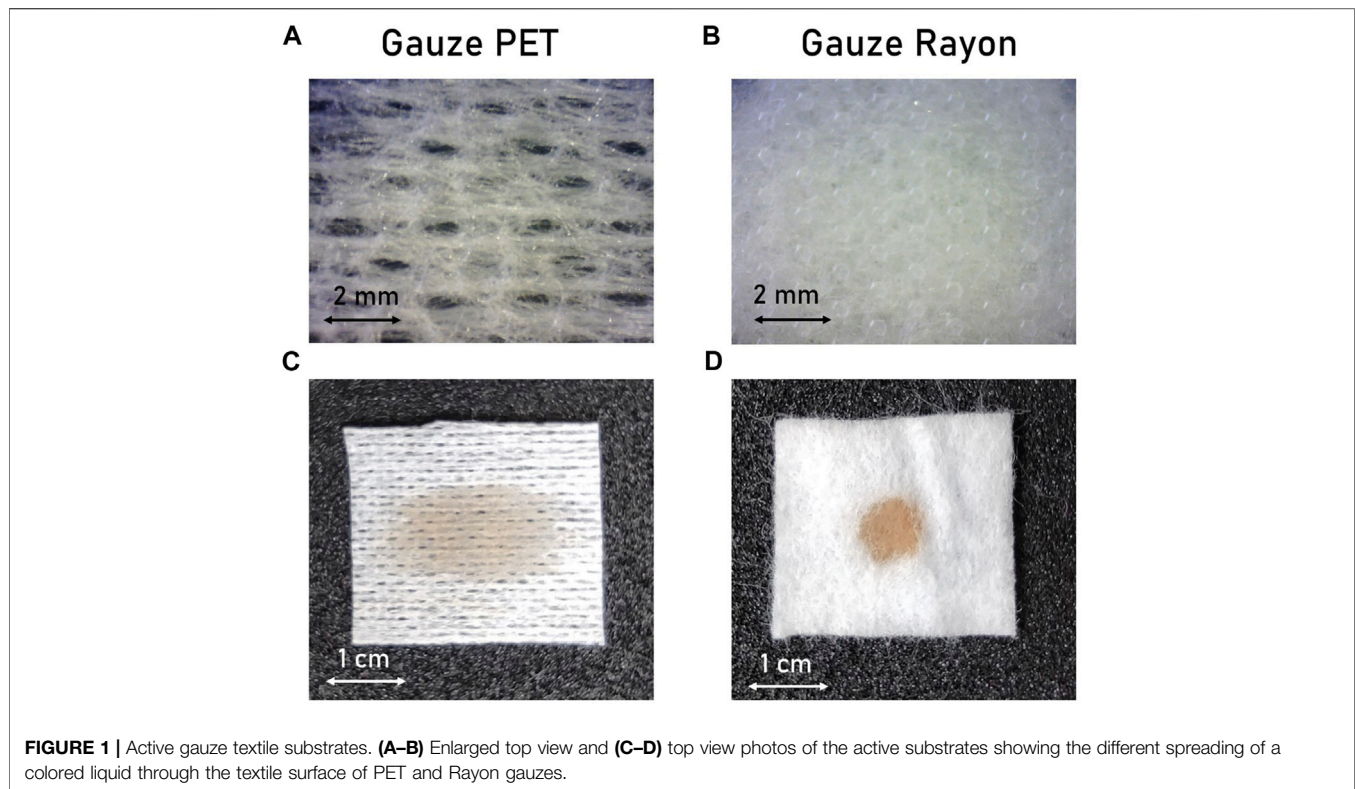 A
Gauze PET
B
Gauze Rayon
2 mm
2 mm
C
D
1 cm
1 cm
FIGURE 1 | Active gauze textile substrates. (A–B) Enlarged top view and (C–D) top view photos of the active substrates showing the different spreading of a
colored liquid through the textile surface of PET and Rayon gauzes.